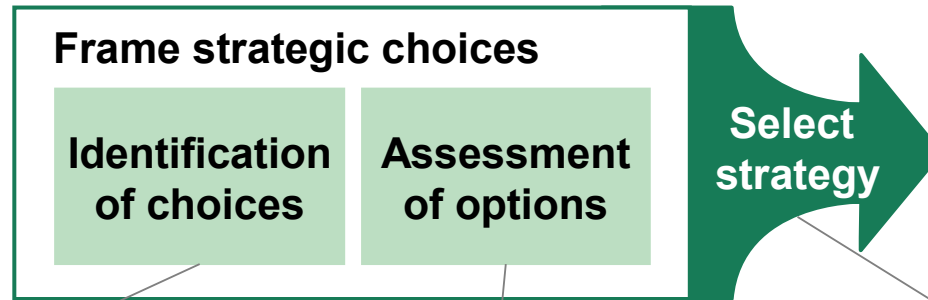 Frame strategic choices
Identification
of choices
Assessment
of options
Select
strategy